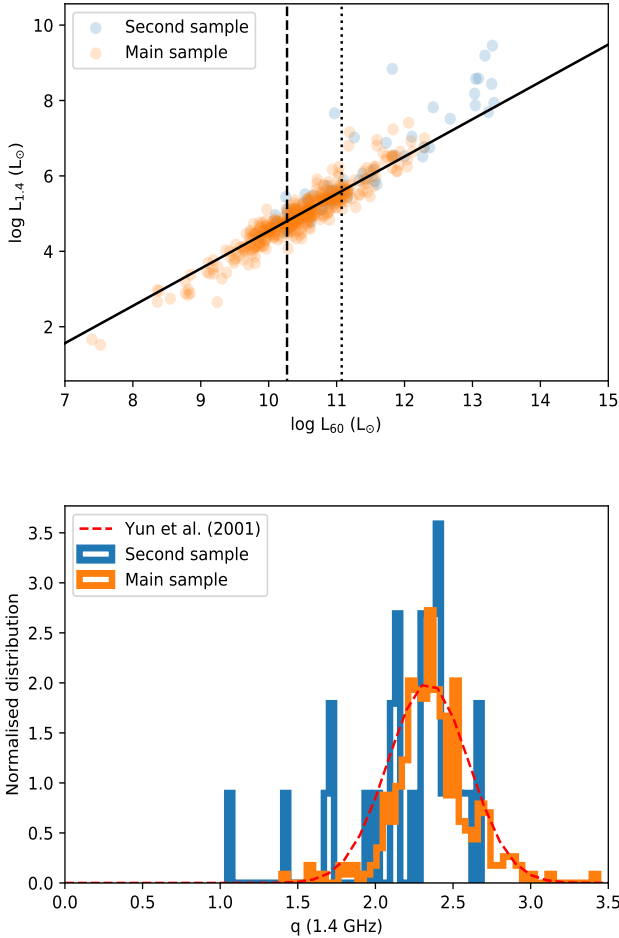 10
8
6
4
2
log L1.4 (L⊙)
Second sample
Main sample
7 8 9 10 11 12 13 14 15
log L60 (L⊙)
3.5
3.0
2.5
2.0
1.5
1.0
0.5
0.0
Normalised distribution
Yun et al. (2001)
Second sample
Main sample
0.0 0.5 1.0 1.5 2.0 2.5 3.0 3.5
q (1.4 GHz)